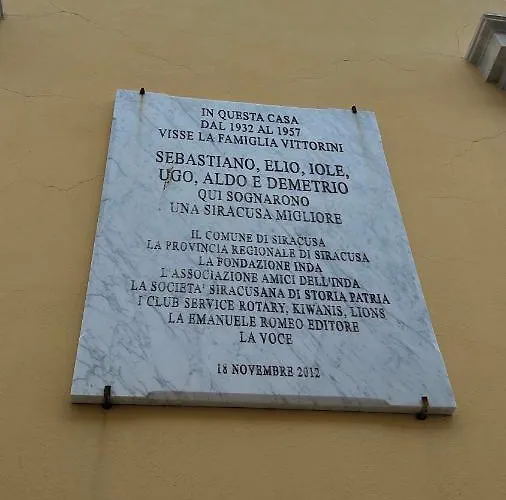 IN QUESTA CASA
DAL 1932 AL 1957
VISSE LA FAMIGLIA VITTORINI
SEBASTIANO, ELIO, IOLE,
UGO, ALDO E DEMETRIO
QUI SOGNARONO
UNA SIRACUSA MIGLIORE
IL COMUNE DI SIRACUSA
LA PROVINCIA REGIONALE DI SIRACUSA
LA FONDAZIONE INDA
L'ASSOCIAZIONE AMICI DELL'INDA
LA SOCIETA' SIRACUSANA DI STORIA PATRIA
I CLUB SERVICE ROTARY, KIWANIS, LIONS
LA EMANUELE ROMEO EDITORE
LA VOCE
18 NOVEMBRE 2012